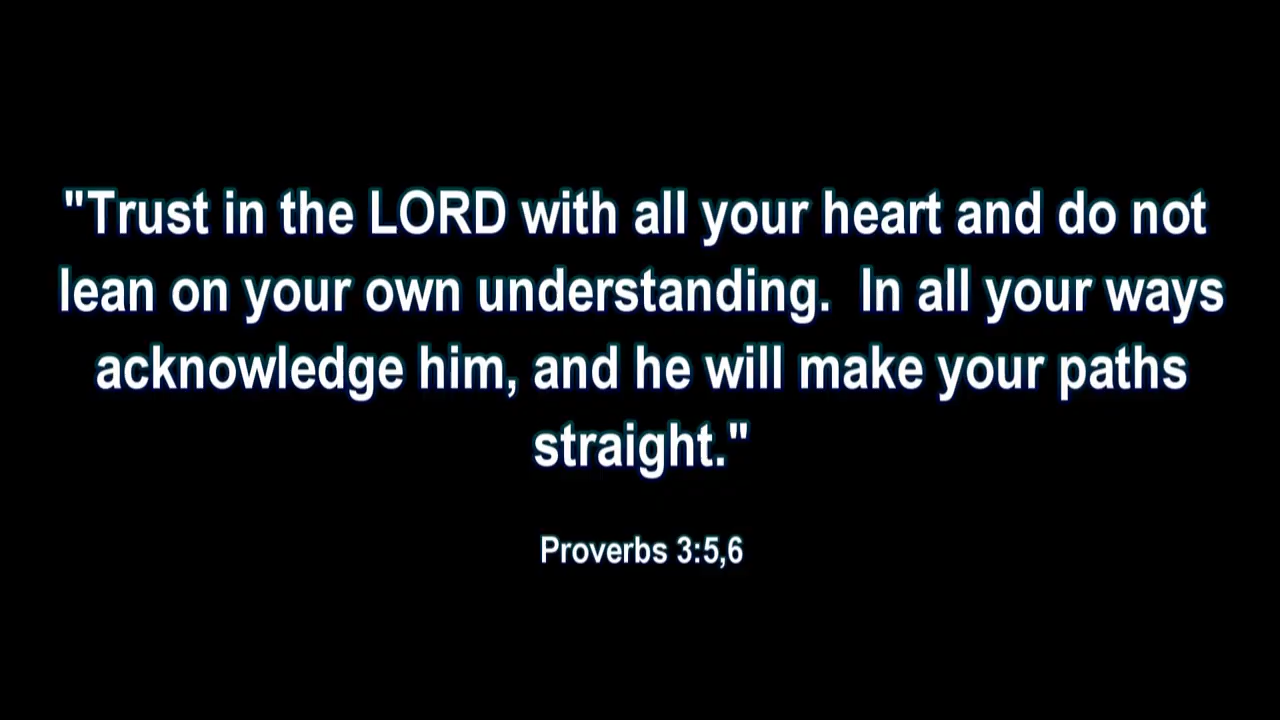 "Trust in the LORD with all your heart and do not
lean on your own understanding.  In all your ways
acknowledge him, and he will make your paths
straight."
Proverbs 3:5,6